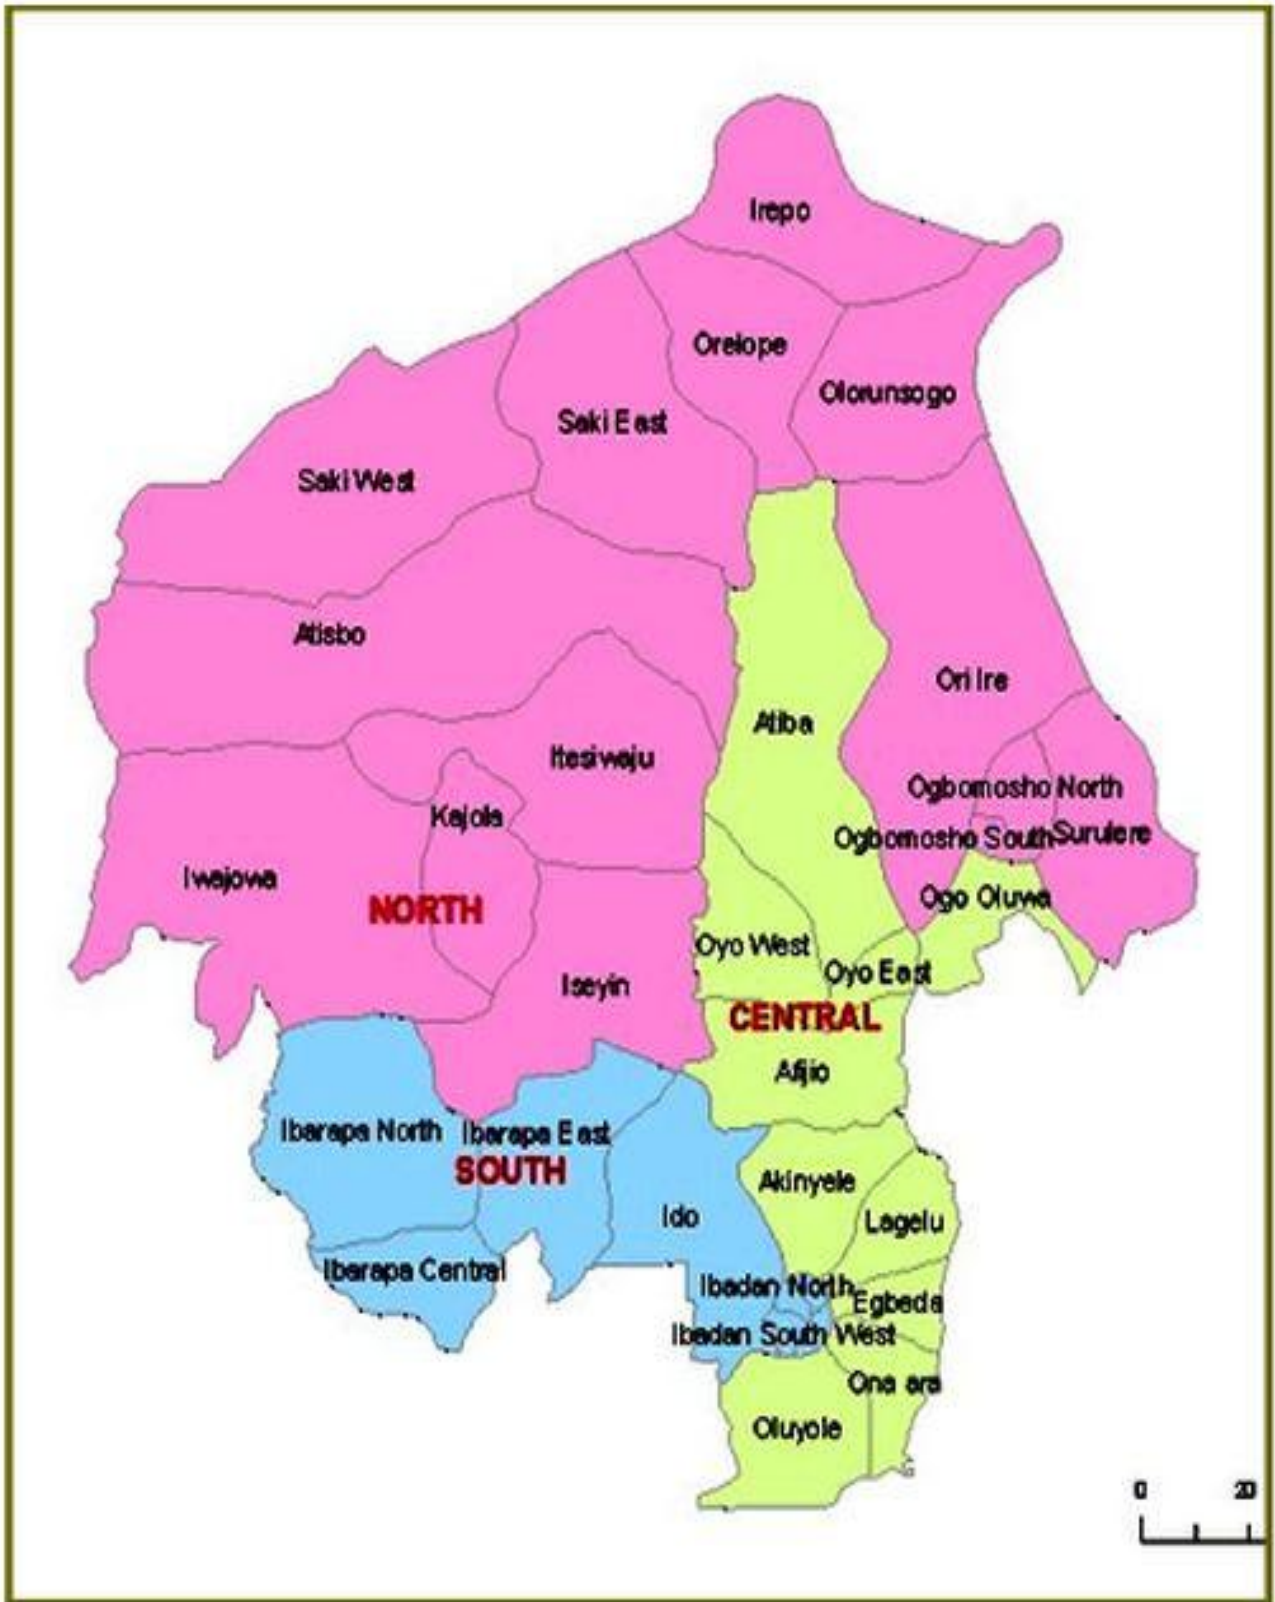 Irepo
Orelope
Olorunsogo
Saki East
Saki West
Atisbo
Ori Ire
Atiba
Itesiwaju
Ogbomosho North
Kajola
Ogbomosho South
Surulere
Iwajowa
Ogo Oluwa
NORTH
Oyo West
Oyo East
Iseyin
CENTRAL
Afijio
Ibarapa North
Ibarapa East
SOUTH
Akinyele
Ido
Lagelu
Ibarapa Central
Ibadan North
Egbeda
Ibadan South West
Ona ara
Oluyole
0 20